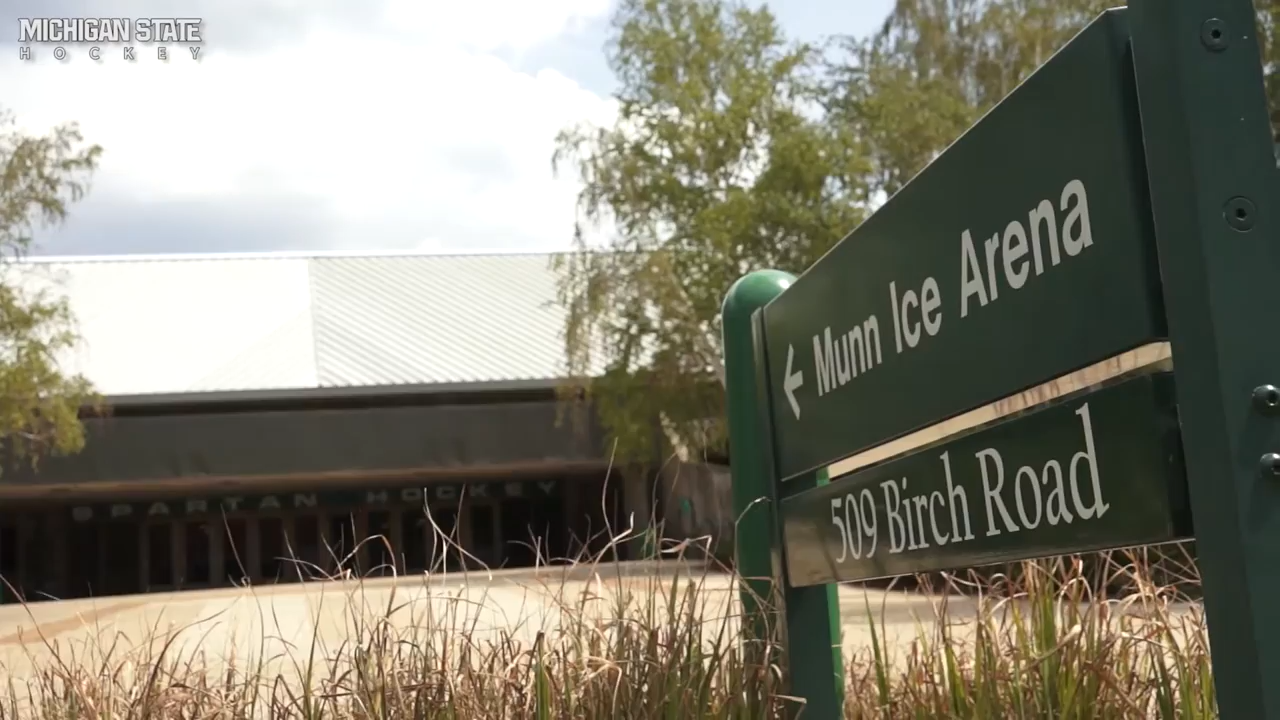 MICHIGAN STATE
HOCKEY
← Munn Ice Arena
509 Birch Road
SPARTAN HOCKEY